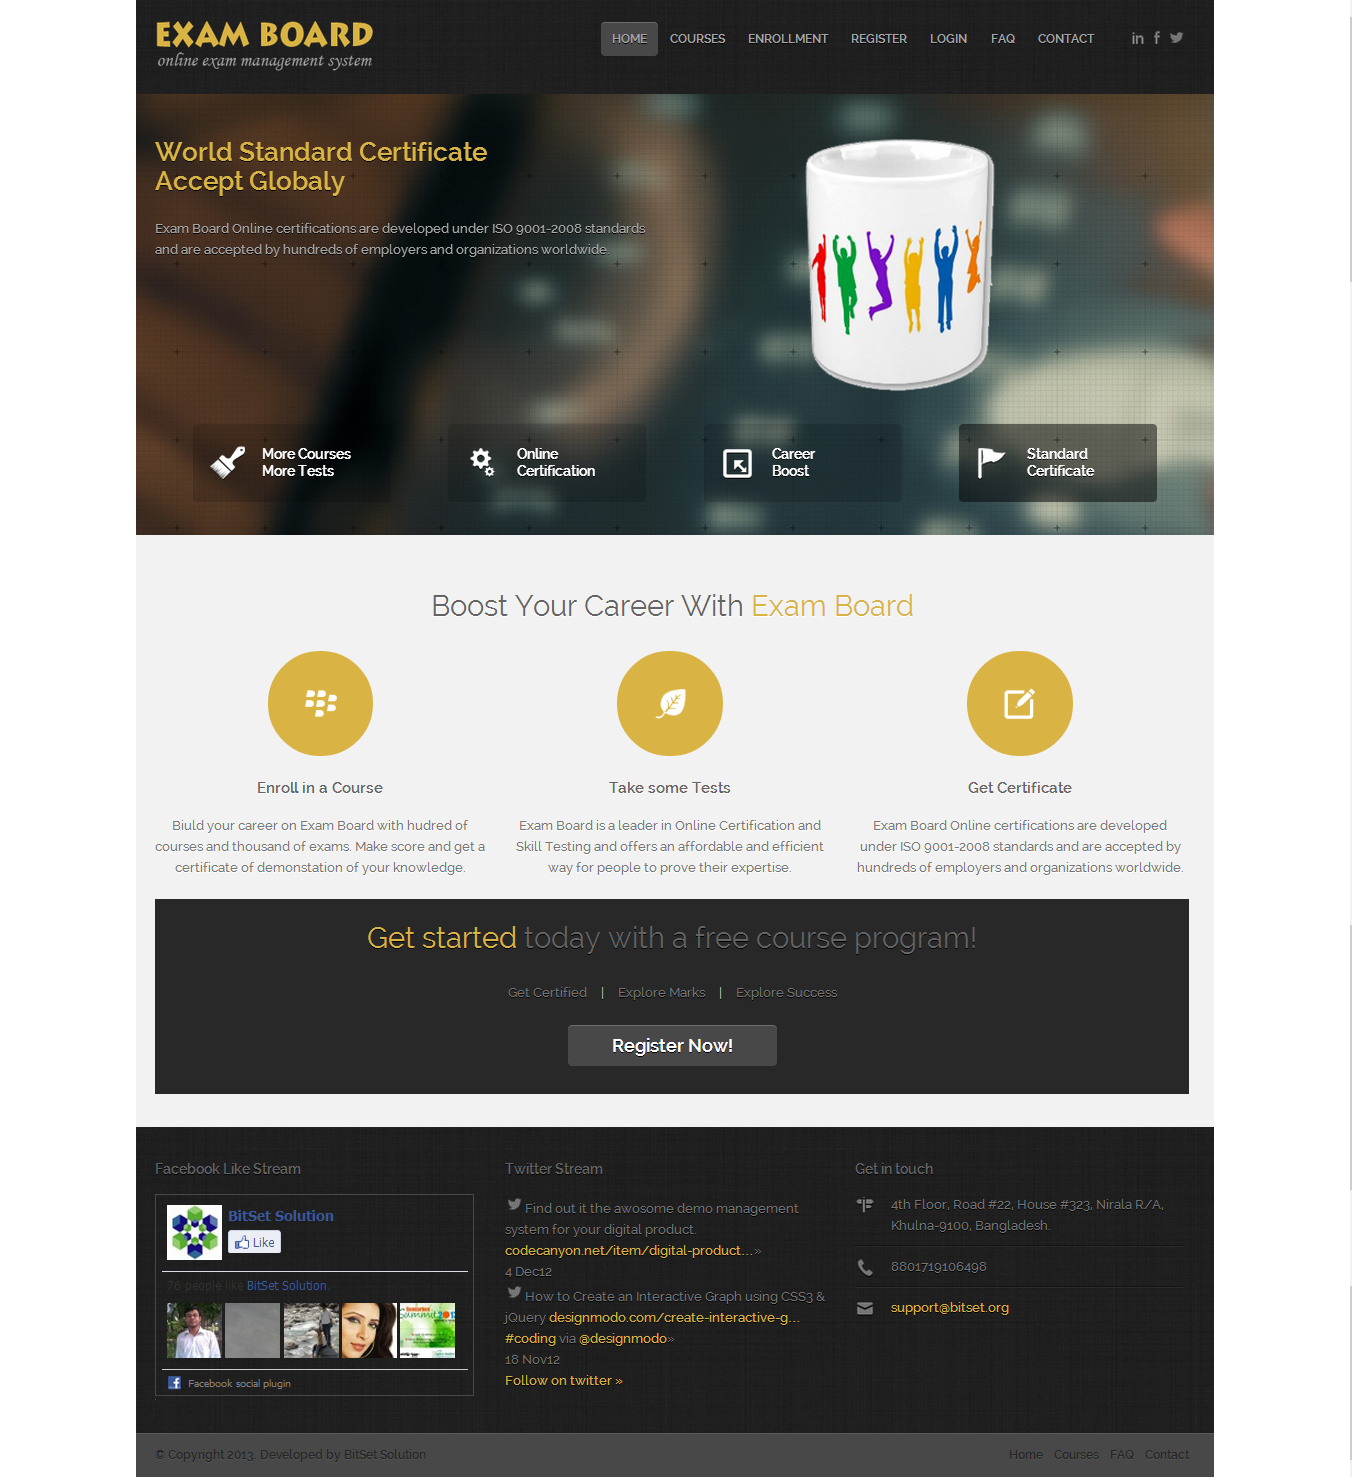 EXAM BOARD
online exam management system
HOME COURSES ENROLLMENT REGISTER LOGIN FAQ CONTACT
World Standard Certificate
Accept Globaly
Exam Board Online certifications are developed under ISO 9001-2008 standards
and are accepted by hundreds of employers and organizations worldwide.
More Courses
More Tests
Online
Certification
Career
Boost
Standard
Certificate
Boost Your Career With Exam Board
Enroll in a Course
Biuld your career on Exam Board with hudred of
courses and thousand of exams. Make score and get a
certificate of demonstation of your knowledge.
Take some Tests
Exam Board is a leader in Online Certification and
Skill Testing and offers an affordable and efficient
way for people to prove their expertise.
Get Certificate
Exam Board Online certifications are developed
under ISO 9001-2008 standards and are accepted by
hundreds of employers and organizations worldwide.
Get started today with a free course program!
Get Certified | Explore Marks | Explore Success
Register Now!
Facebook Like Stream
BitSet Solution
Like
76 people like BitSet Solution.
Facebook social plugin
Twitter Stream
Find out it the awosome demo management
system for your digital product.
codecanyon.net/item/digital-product…»
4 Dec12
How to Create an Interactive Graph using CSS3 &
jQuery designmodo.com/create-interactive-g…
#coding via @designmodo»
18 Nov12
Follow on twitter »
Get in touch
4th Floor, Road #22, House #323, Nirala R/A,
Khulna-9100, Bangladesh.
8801719106498
support@bitset.org
© Copyright 2013. Developed by BitSet Solution
Home Courses FAQ Contact